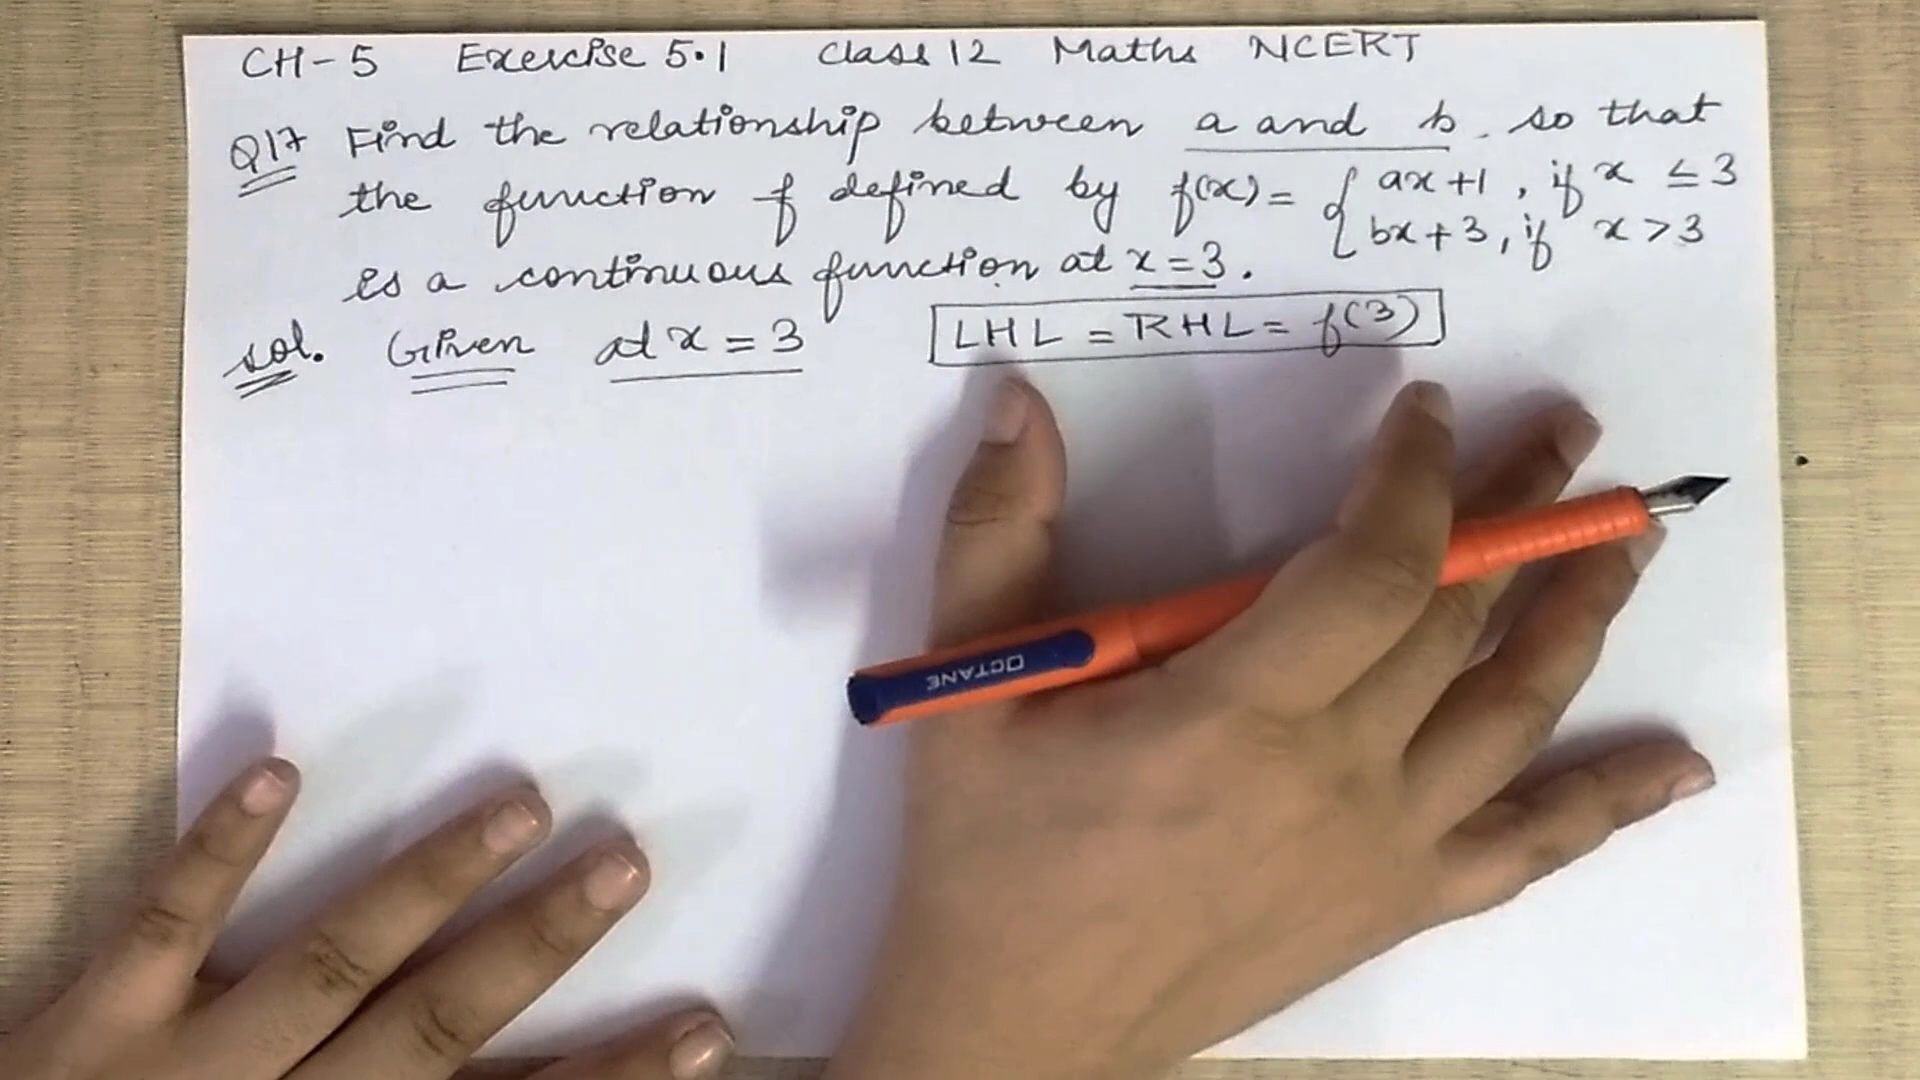 CH-5 Exercise 5.1 Class 12 Maths NCERT
Q17 Find the relationship between a and b so that
the function f defined by f(x) = { ax+1, if x ≤ 3
bx+3, if x > 3
is a continuous function at x=3.
sol. Given at x = 3 LHL = RHL = f(3)
OCTANE